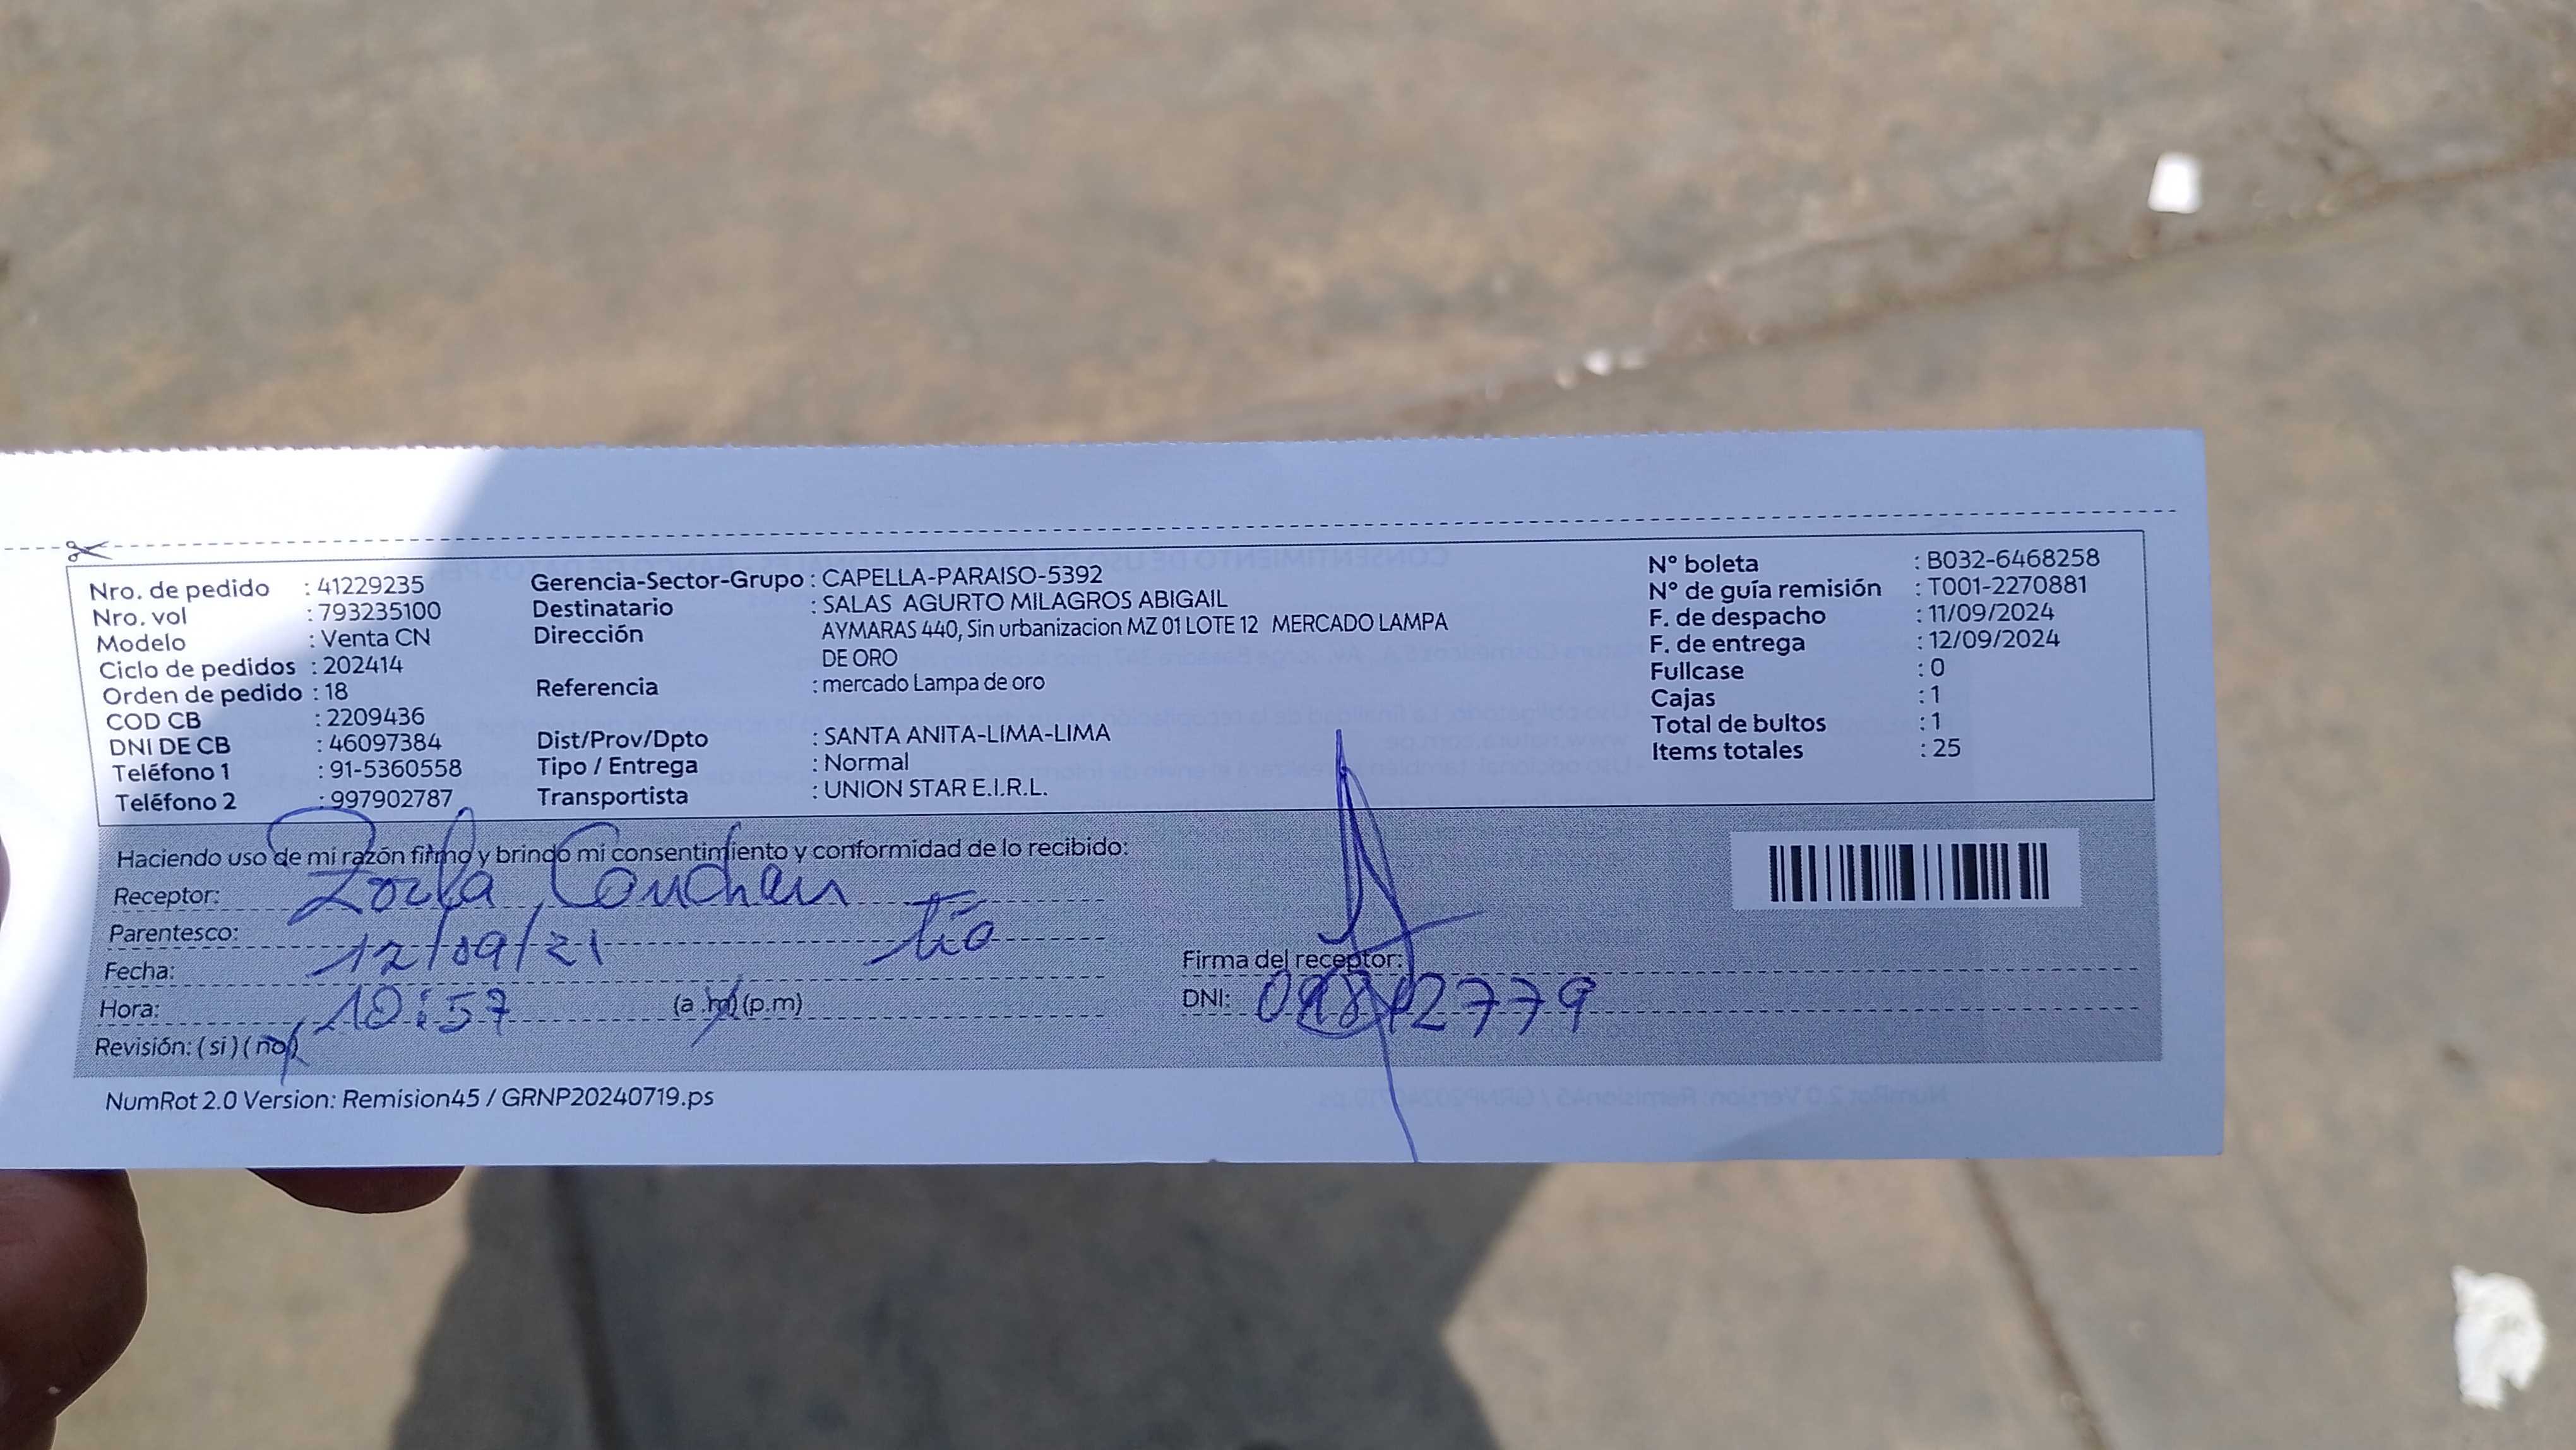 Nro. de pedido : 41229235
Nro. vol : 793235100
Modelo : Venta CN
Ciclo de pedidos : 202414
Orden de pedido : 18
COD CB : 2209436
DNI DE CB : 46097384
Teléfono 1 : 91-5360558
Teléfono 2 : 997902787
Gerencia-Sector-Grupo : CAPELLA-PARAISO-5392
Destinatario : SALAS AGURTO MILAGROS ABIGAIL
Dirección AYMARAS 440, Sin urbanizacion MZ 01 LOTE 12 MERCADO LAMPA
DE ORO
Referencia : mercado Lampa de oro
Dist/Prov/Dpto : SANTA ANITA-LIMA-LIMA
Tipo / Entrega : Normal
Transportista : UNION STAR E.I.R.L.
N° boleta : B032-6468258
N° de guía remisión : T001-2270881
F. de despacho : 11/09/2024
F. de entrega : 12/09/2024
Fullcase : 0
Cajas : 1
Total de bultos : 1
Items totales : 25
Haciendo uso de mi razón firmo y brindo mi consentimiento y conformidad de lo recibido:
Receptor: Zoila
Parentesco: tío
Fecha: 12/09/21
Hora: 10:57 (a.m)(p.m)
Revisión: (si) (no)
Firma del receptor:
DNI:
NumRot 2.0 Version: Remision45 / GRNP20240719.ps